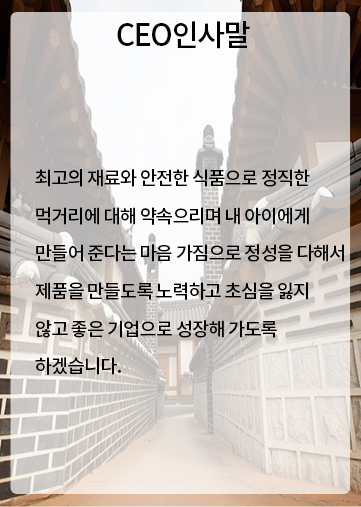 CEO인사말
최고의 재료와 안전한 식품으로 정직한
먹거리에 대해 약속으리며 내 아이에게
만들어 준다는 마음 가짐으로 정성을 다해서
제품을 만들도록 노력하고 초심을 잃지
않고 좋은 기업으로 성장해 가도록
하겠습니다.